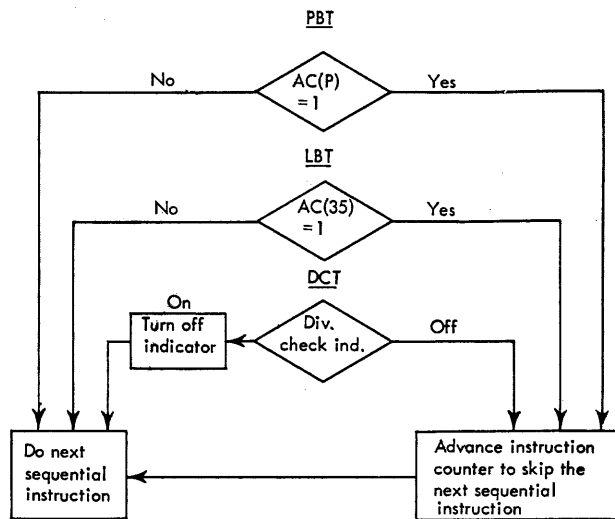 PBT
No
AC(P)
= 1
Yes
LBT
No
AC(35)
= 1
Yes
DCT
On
Turn off
indicator
Div.
check ind.
Off
Do next
sequential
instruction
Advance instruction
counter to skip the
next sequential
instruction